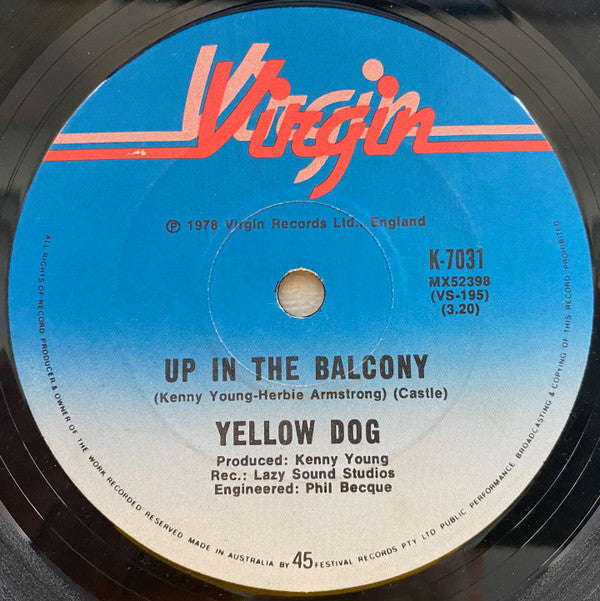 Virgin
℗ 1978 Virgin Records Ltd., England
K-7031
MX52398
(VS-195)
(3.20)
UP IN THE BALCONY
(Kenny Young-Herbie Armstrong) (Castle)
YELLOW DOG
Produced: Kenny Young
Rec.: Lazy Sound Studios
Engineered: Phil Becque
ALL RIGHTS OF RECORD PRODUCER & OWNER OF THE WORK RECORDED RESERVED MADE IN AUSTRALIA BY 45 FESTIVAL RECORDS PTY LTD PUBLIC PERFORMANCE BROADCASTING & COPYING OF THIS RECORD PROHIBITED